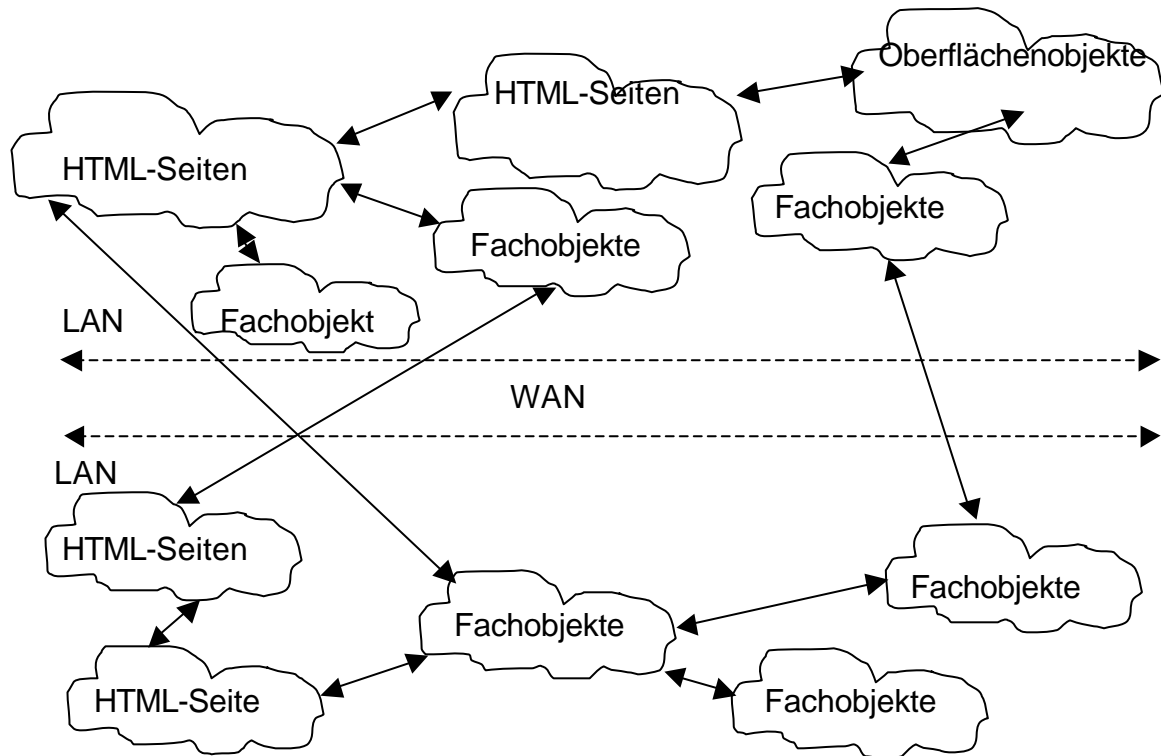 Oberflächenobjekte
HTML-Seiten
HTML-Seiten
Fachobjekte
Fachobjekte
Fachobjekt
LAN
WAN
LAN
HTML-Seiten
Fachobjekte
Fachobjekte
HTML-Seite
Fachobjekte